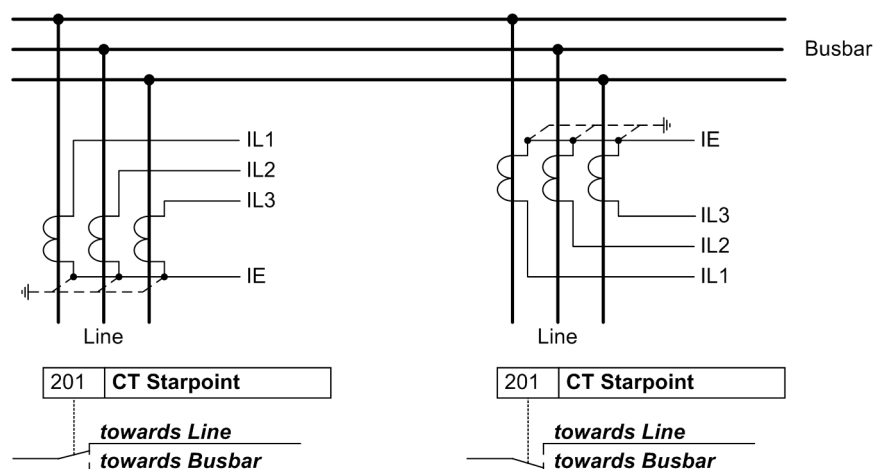 Busbar
IL1
IL2
IL3
IE
Line
201 CT Starpoint
towards Line
towards Busbar
IE
IL3
IL2
IL1
Line
201 CT Starpoint
towards Line
towards Busbar